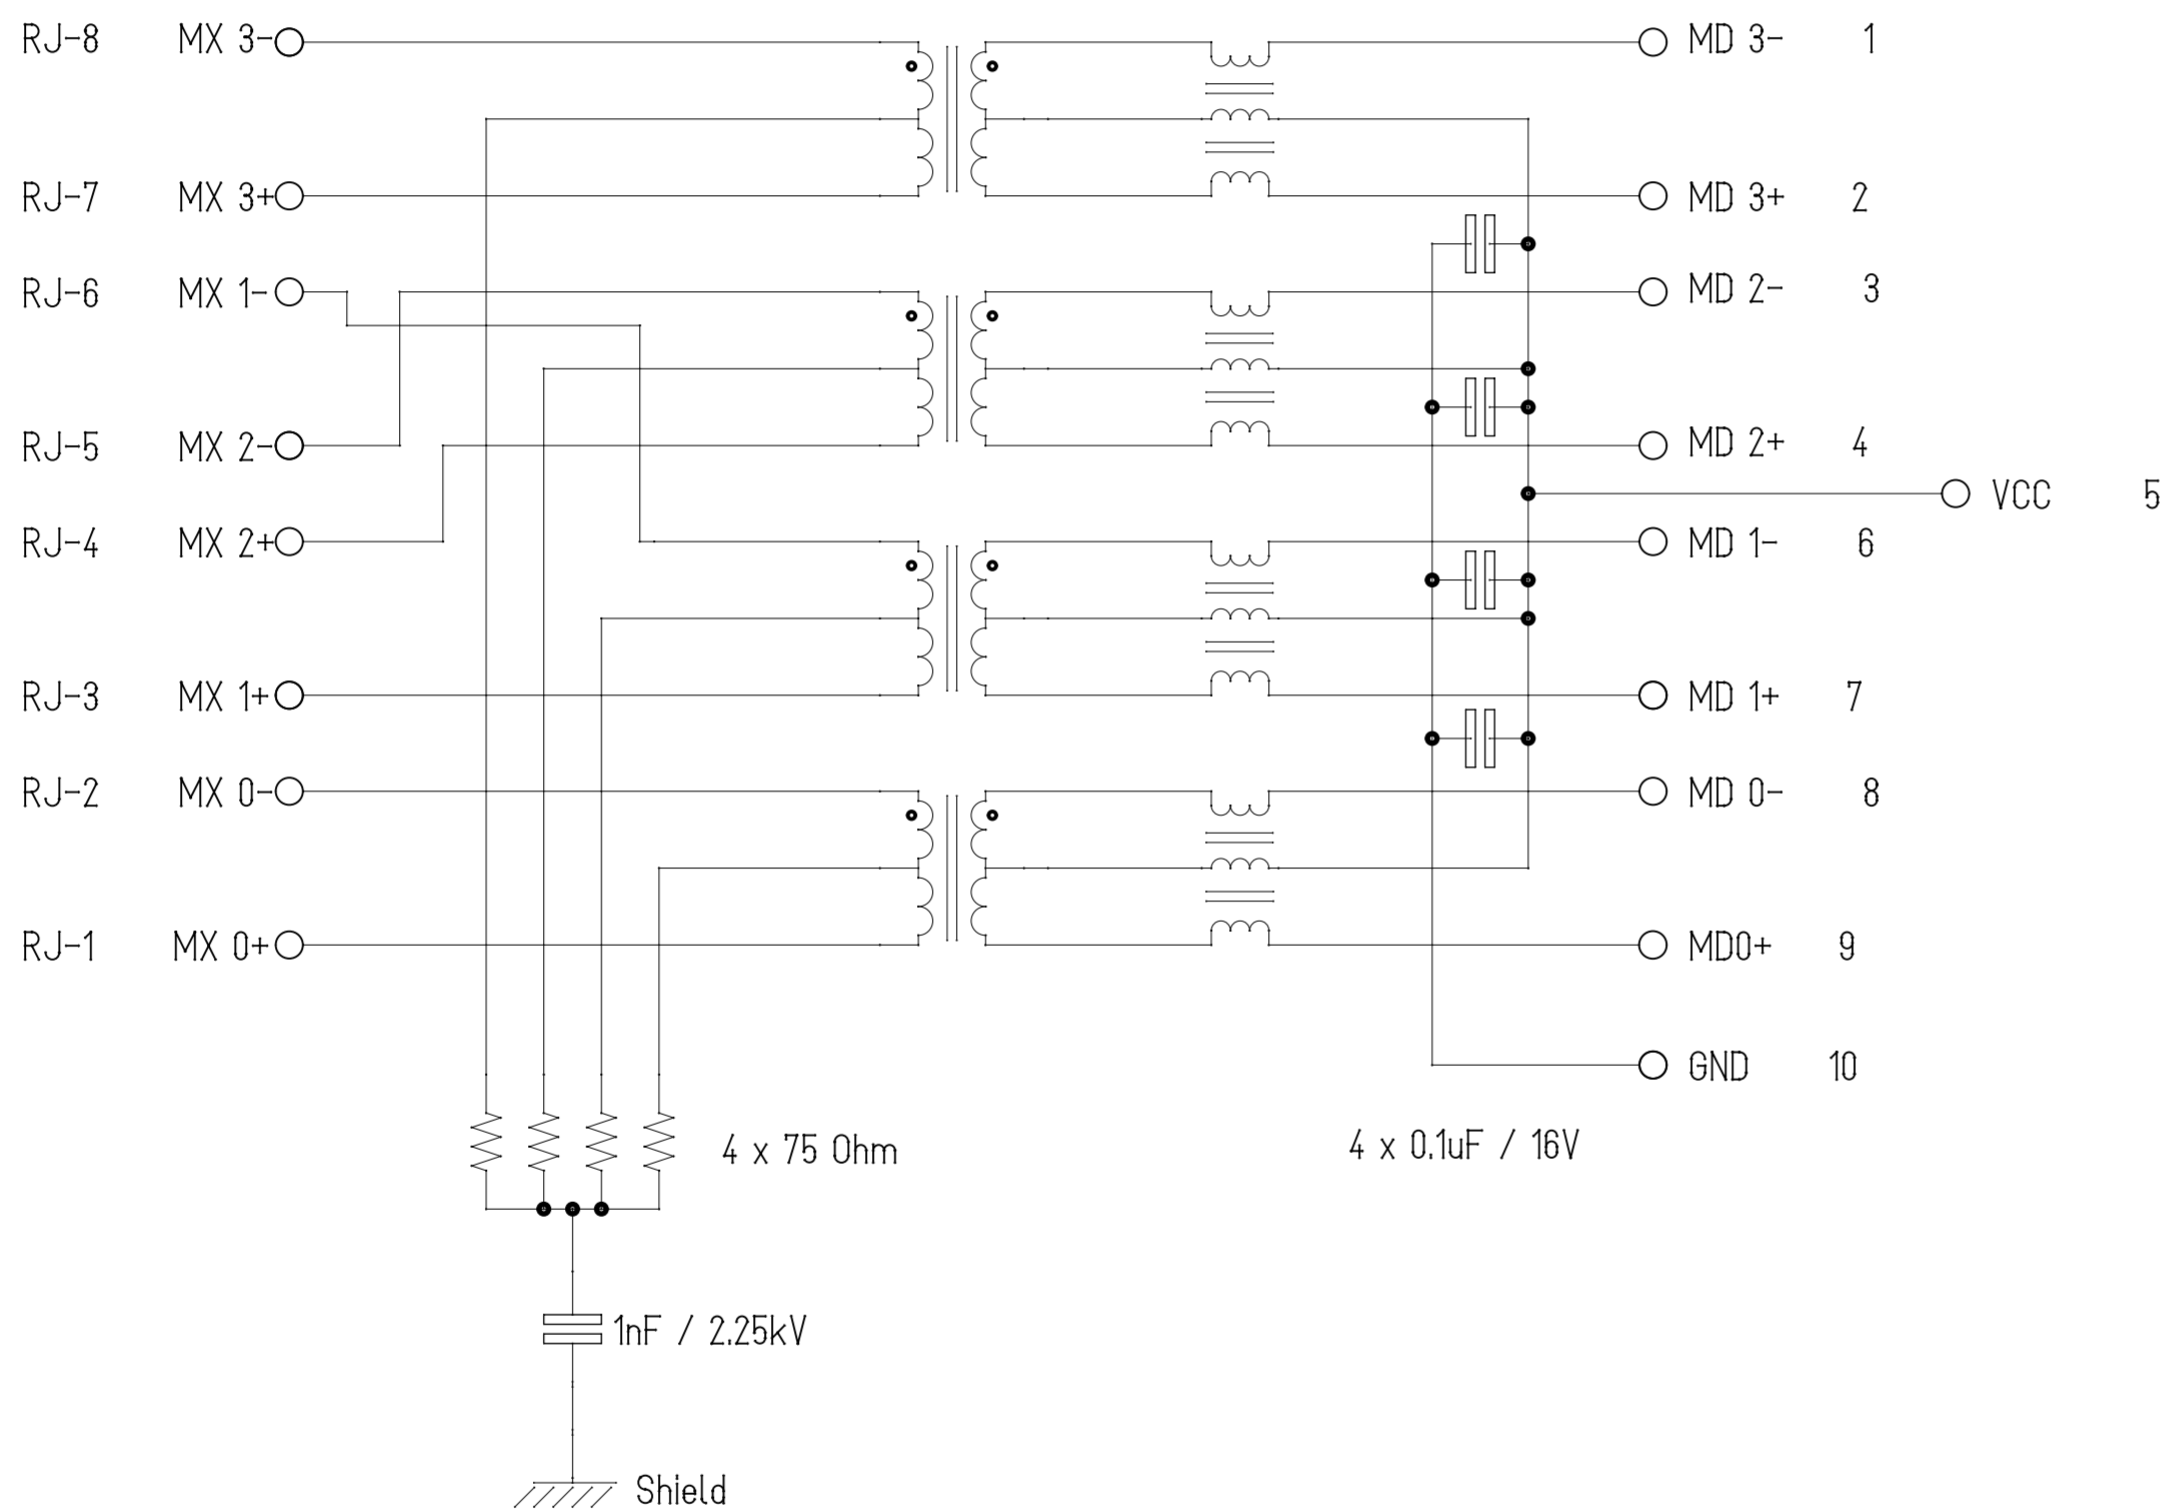 RJ-8 MX 3- MD 3- 1
RJ-7 MX 3+ MD 3+ 2
RJ-6 MX 1- MD 2- 3
RJ-5 MX 2- MD 2+ 4
VCC 5
RJ-4 MX 2+ MD 1- 6
RJ-3 MX 1+ MD 1+ 7
RJ-2 MX 0- MD 0- 8
RJ-1 MX 0+ MD0+ 9
GND 10
4 x 75 Ohm 4 x 0.1uF / 16V
1nF / 2.25kV
Shield